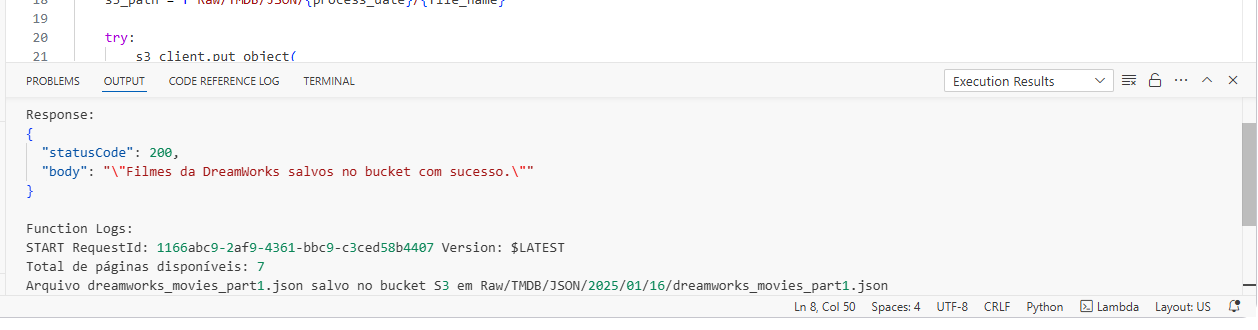 18 s3_path = f"Raw/TMDB/JSON/{process_date}/{file_name}"
19
20 try:
21 s3_client.put_object(
PROBLEMS OUTPUT CODE REFERENCE LOG TERMINAL Execution Results
Response:
{
"statusCode": 200,
"body": "\"Filmes da DreamWorks salvos no bucket com sucesso.\""
}
Function Logs:
START RequestId: 1166abc9-2af9-4361-bbc9-c3ced58b4407 Version: $LATEST
Total de páginas disponíveis: 7
Arquivo dreamworks_movies_part1.json salvo no bucket S3 em Raw/TMDB/JSON/2025/01/16/dreamworks_movies_part1.json
Ln 8, Col 50 Spaces: 4 UTF-8 CRLF Python Lambda Layout: US